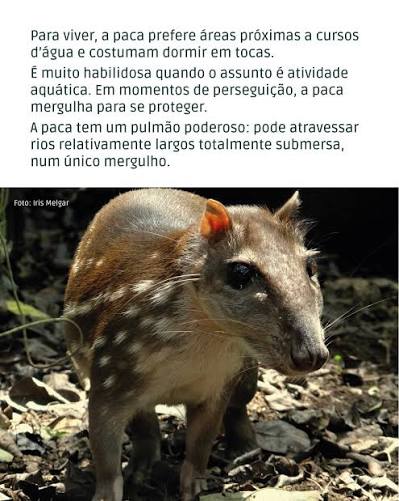 Para viver, a paca prefere áreas próximas a cursos
d'água e costumam dormir em tocas.
É muito habilidosa quando o assunto é atividade
aquática. Em momentos de perseguição, a paca
mergulha para se proteger.
A paca tem um pulmão poderoso: pode atravessar
rios relativamente largos totalmente submersa,
num único mergulho.
Foto: Iris Melgar